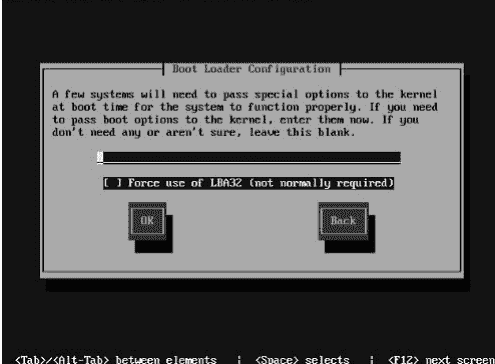 Boot Loader Configuration
A few systems will need to pass special options to the kernel
at boot time for the system to function properly. If you need
to pass boot options to the kernel, enter them now. If you
don't need any or aren't sure, leave this blank.
[ ] Force use of LBA32 (not normally required)
OK Back
<Tab>/<Alt-Tab> between elements | <Space> selects | <F12> next screen